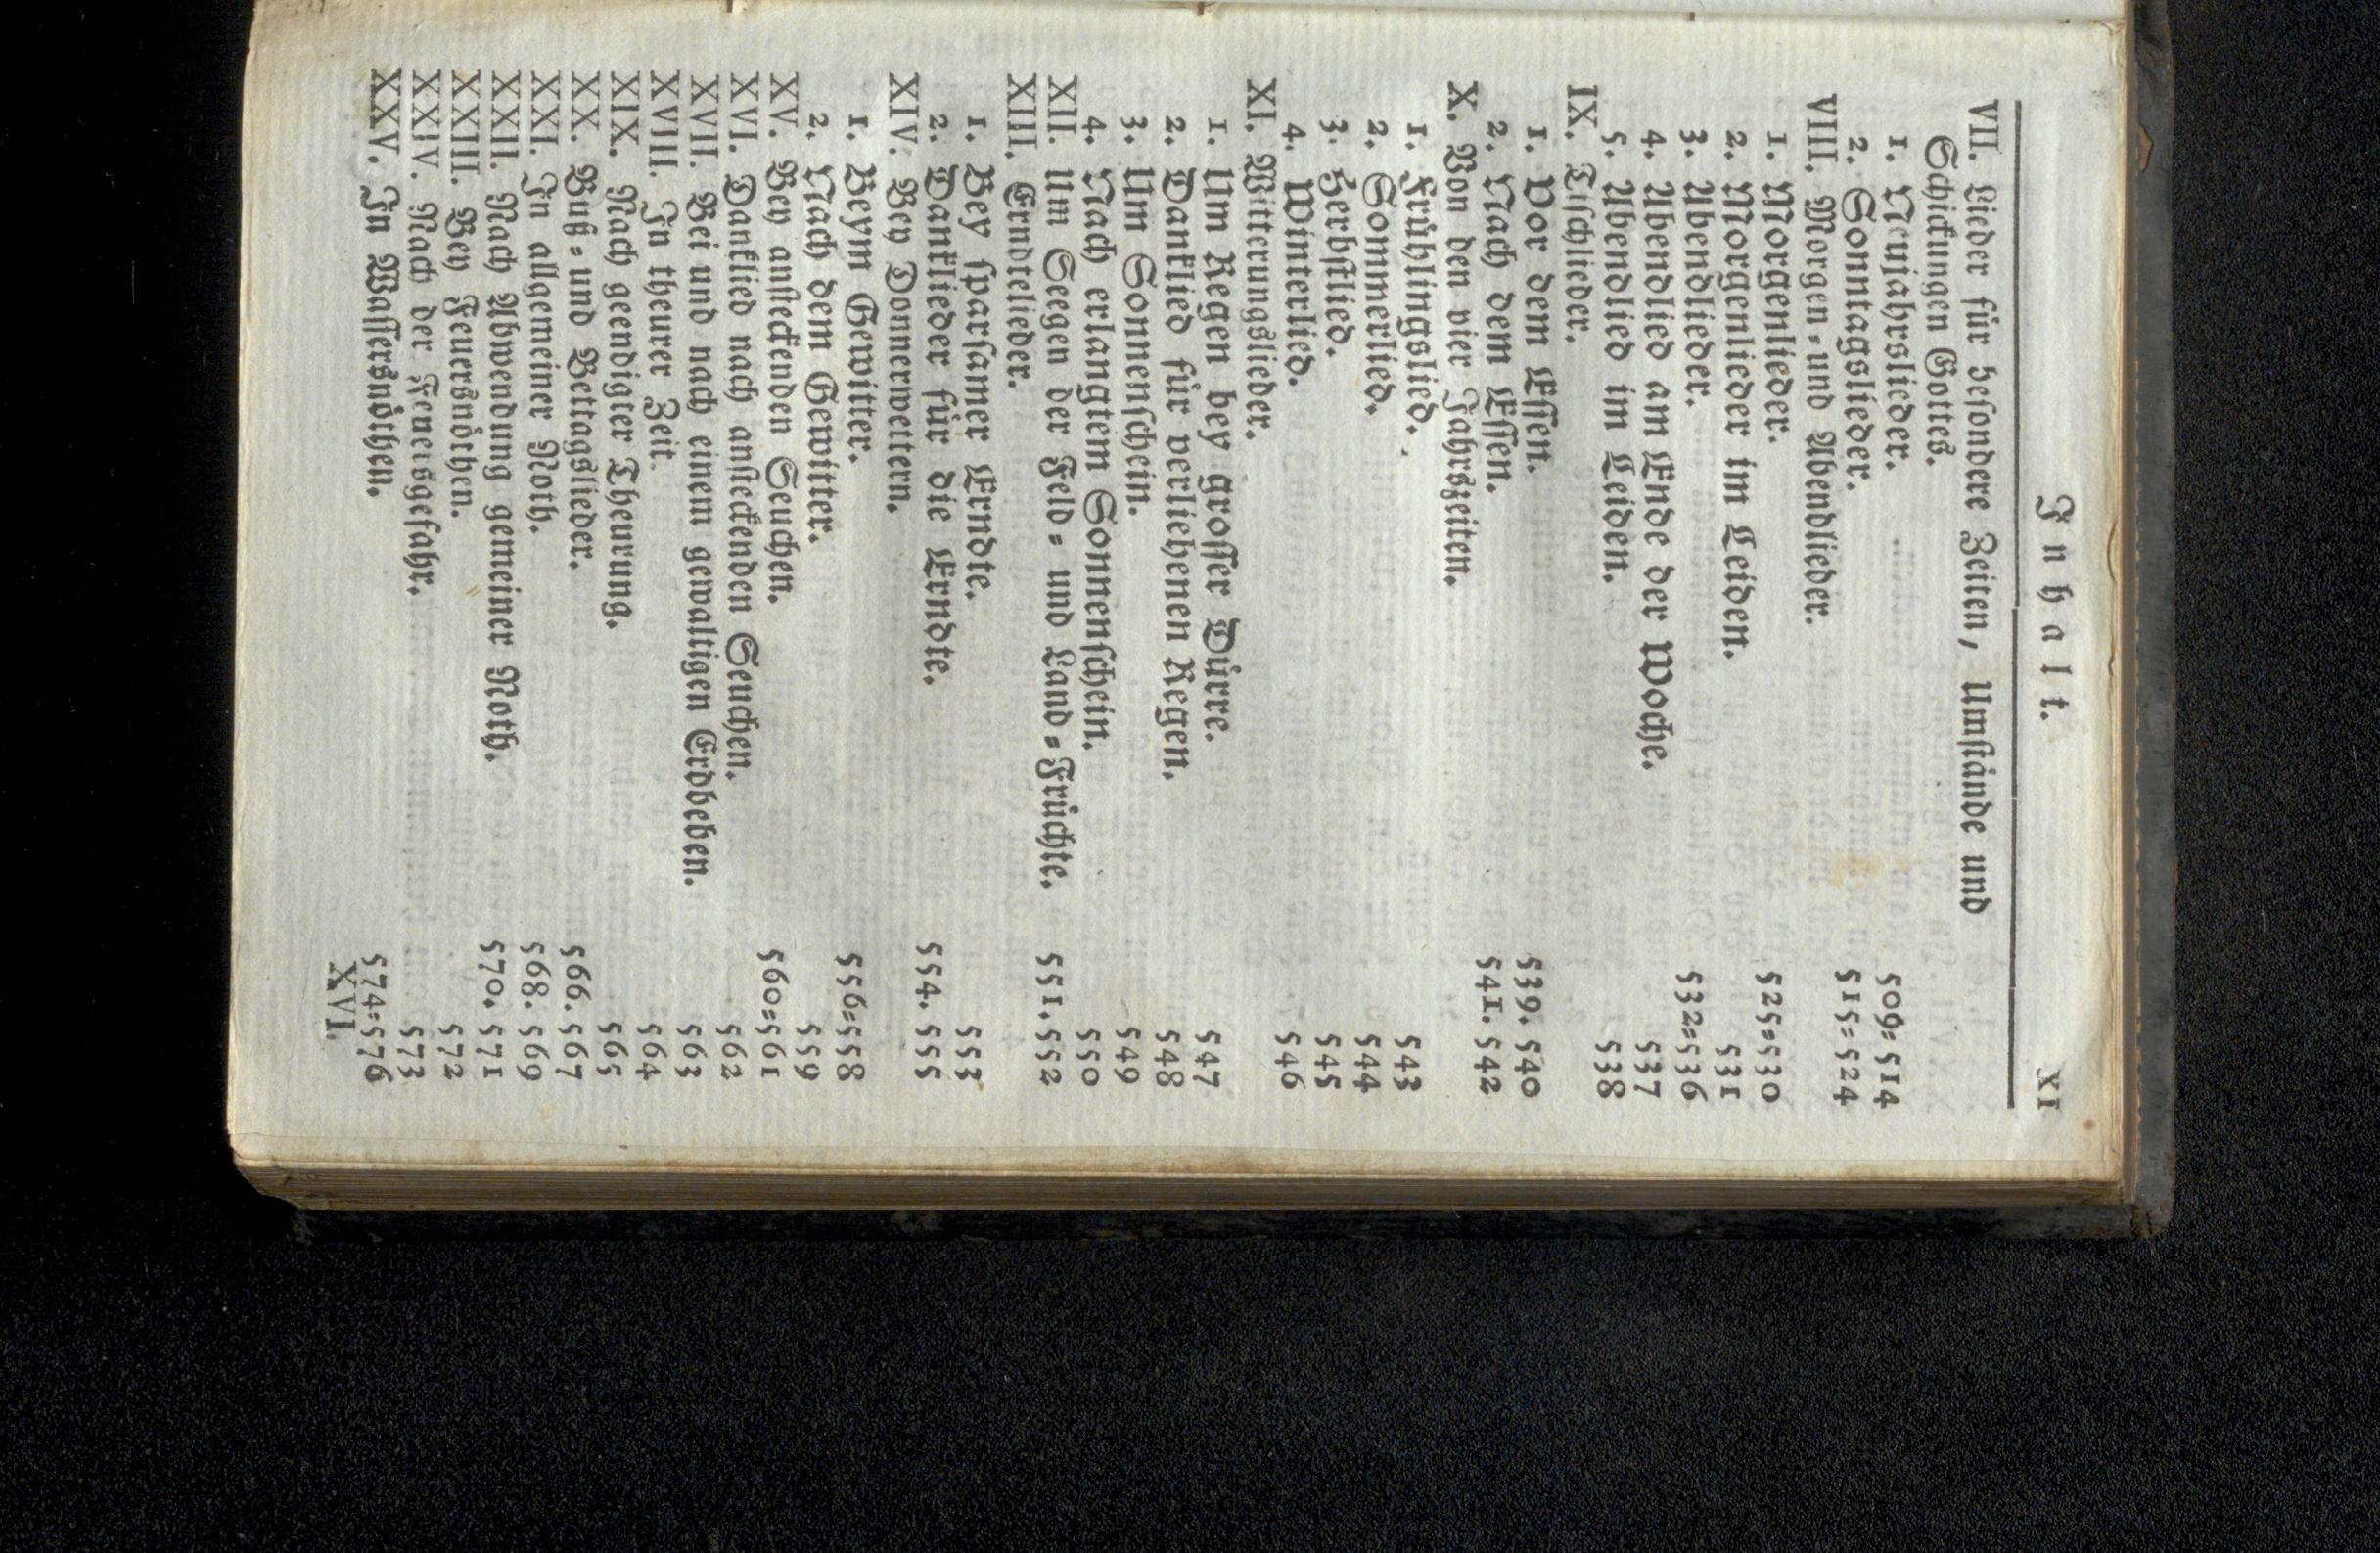 Inhalt. XI
VII. Lieder für besondere Zeiten, Umstände und
Schickungen Gottes.
1. Neujahrslieder. 509=514
2. Sonntagslieder. 515=524
VIII. Morgen=und Abendlieder.
1. Morgenlieder. 525=530
2. Morgenlieder im Leiden. 531
3. Abendlieder. 532=536
4. Abendlied am Ende der Woche. 537
5. Abendlied im Leiden. 538
IX. Tischlieder.
1. Vor dem Essen. 539. 540
2. Nach dem Essen. 541. 542
X. Von den vier Jahrszeiten.
1. Frühlingslied. 543
2. Sommerlied. 544
3. Herbstlied. 545
4. Winterlied. 546
XI. Witterungslieder.
1. Um Regen bey grosser Dürre. 547
2. Danklied für verliehenen Regen. 548
3. Um Sonnenschein. 549
4. Nach erlangtem Sonnenschein. 550
XII. Um Seegen der Feld= und Land=Früchte. 551. 552
XIII. Erndtelieder.
1. Bey sparsamer Erndte. 553
2. Danklieder für die Erndte. 554. 555
XIV. Bey Donnerwettern.
1. Beym Gewitter. 556=558
2. Nach dem Gewitter. 559
XV. Bey ansteckenden Seuchen. 560=561
XVI. Danklied nach ansteckenden Seuchen. 562
XVII. Bei und nach einem gewaltigen Erdbeben. 563
XVIII. In theurer Zeit. 564
XIX. Nach geendigter Theurung. 565
XX. Buß=und Bettagslieder. 566. 567
XXI. In allgemeiner Noth. 568. 569
XXII. Nach Abwendung gemeiner Noth. 570. 571
XXIII. Bey Feuersnöthen. 572
XXIV. Nach der Feuersgefahr. 573
XXV. In Wassersnöthen. 574=576
XVI.